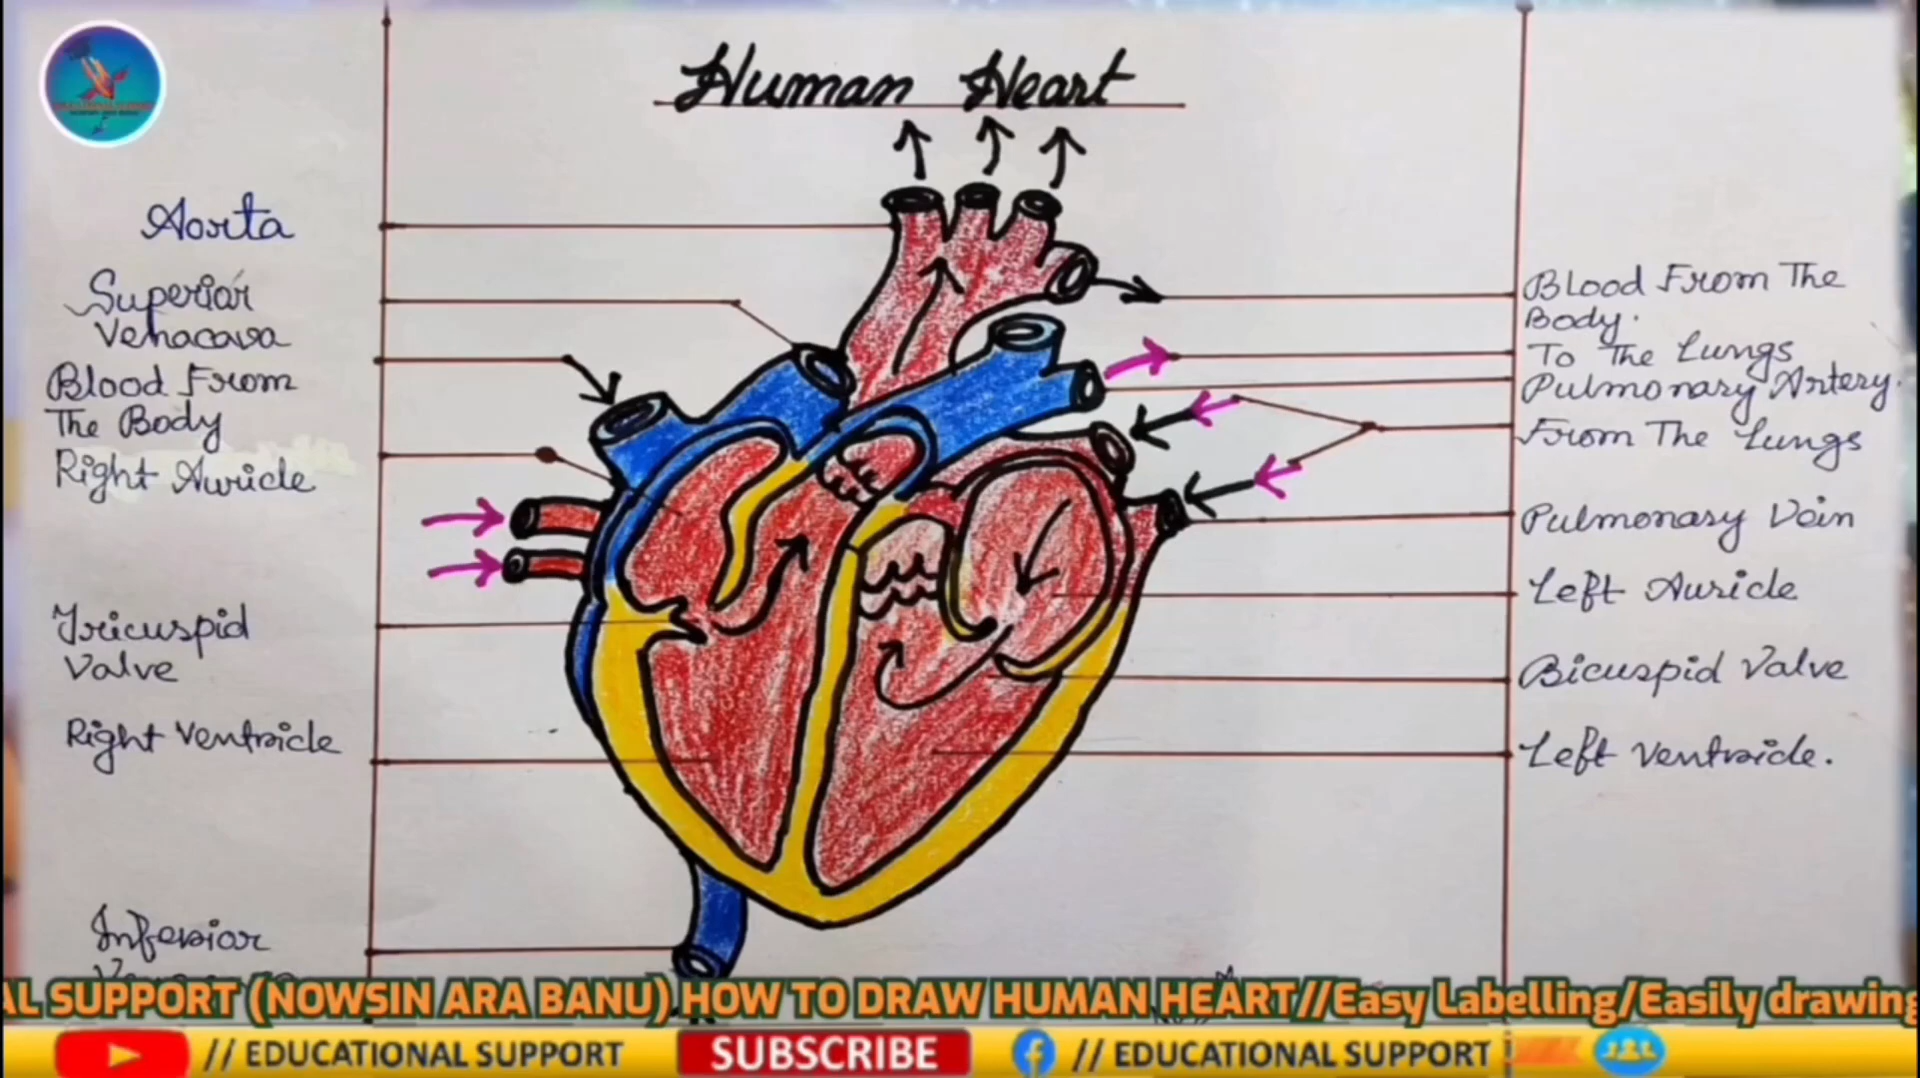 Human Heart
Aorta
Superiar
Venacava
Blood From
The Body
Right Auricle
Tricuspid
Valve
Right Ventricle
Inferiar
Blood From The
Body.
To The Lungs
Pulmonary Artery.
From The Lungs
Pulmonary Vein
Left Auricle
Bicuspid Valve
Left Ventricle.
AL SUPPORT (NOWSIN ARA BANU) HOW TO DRAW HUMAN HEART//Easy Labelling/Easily drawing
// EDUCATIONAL SUPPORT
SUBSCRIBE
// EDUCATIONAL SUPPORT